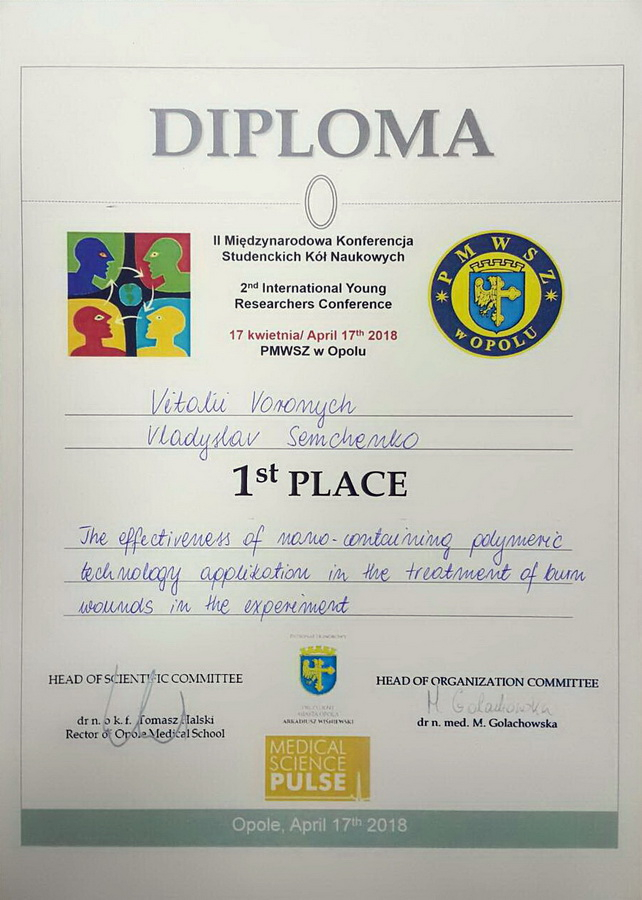 DIPLOMA
II Międzynarodowa Konferencja
Studenckich Kół Naukowych
2nd International Young
Researchers Conference
17 kwietnia/ April 17th 2018
PMWSZ w Opolu
PMWSZ
W OPOLU
Vitalii Voronych
Vladyslav Semchenko
1st PLACE
The effectiveness of nano-containing polymeric
technology applikation in the treatment of burn
wounds in the experiment
HEAD OF SCIENTIFIC COMMITTEE
HEAD OF ORGANIZATION COMMITTEE
M. Golachowska
dr n. o k. f. Tomasz Halski
Rector of Opole Medical School
ARKADIUSZ WIŚNIEWSKI
dr n. med. M. Golachowska
MEDICAL
SCIENCE
PULSE
Opole, April 17th 2018